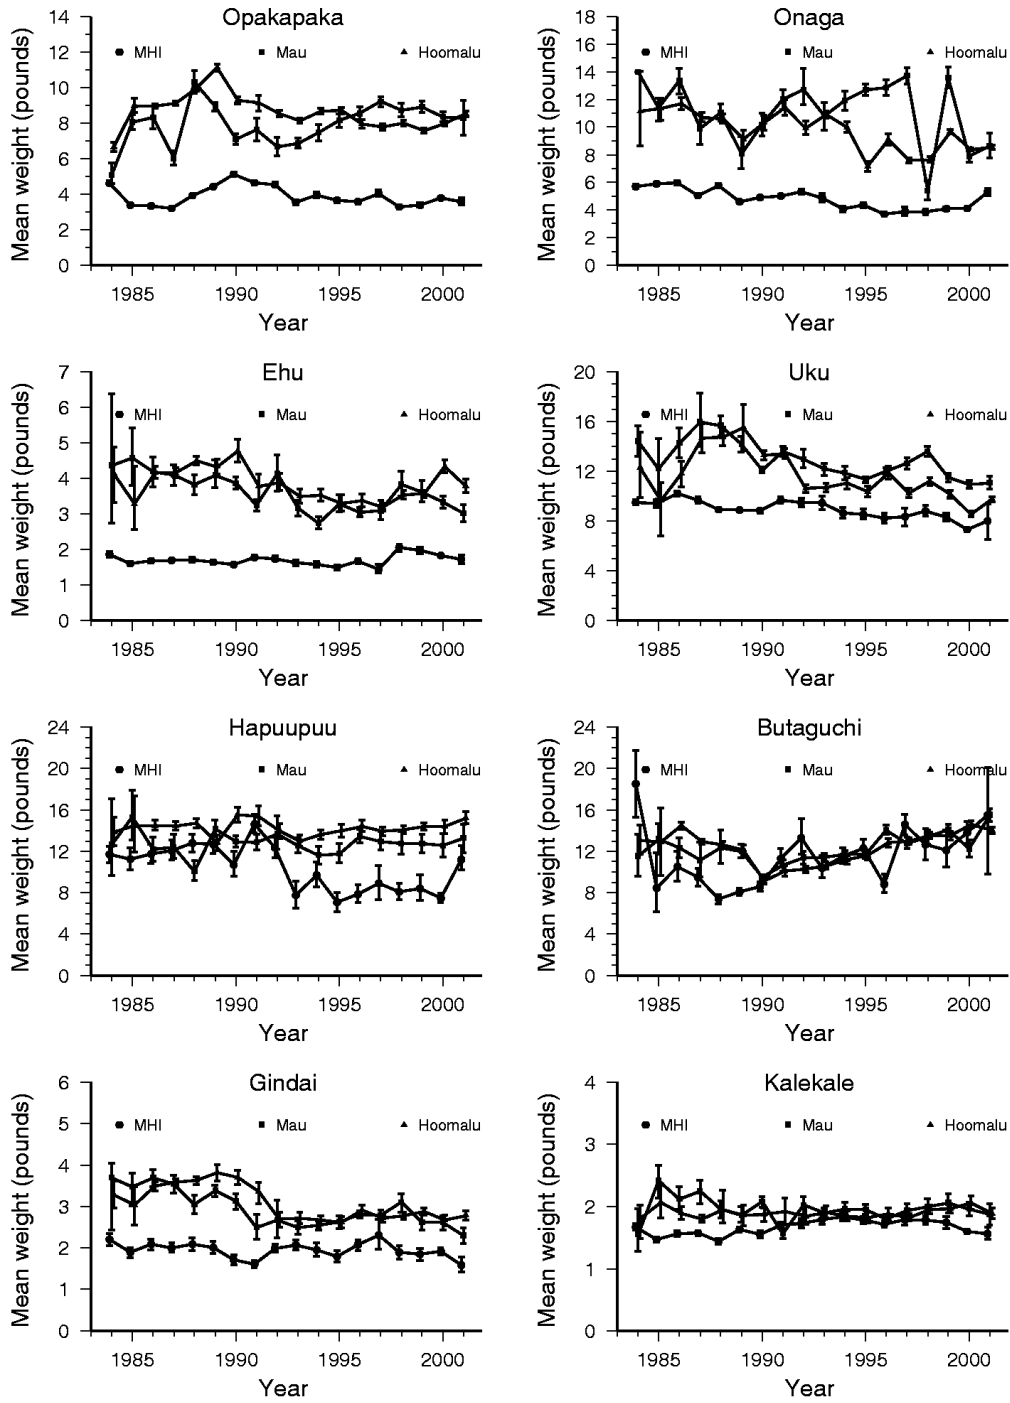 Opakapaka
MHI Mau Hoomalu
Mean weight (pounds)
14
12
10
8
6
4
2
0
1985 1990 1995 2000
Year
Onaga
MHI Mau Hoomalu
Mean weight (pounds)
18
16
14
12
10
8
6
4
2
0
1985 1990 1995 2000
Year
Ehu
MHI Mau Hoomalu
Mean weight (pounds)
7
6
5
4
3
2
1
0
1985 1990 1995 2000
Year
Uku
MHI Mau Hoomalu
Mean weight (pounds)
20
16
12
8
4
0
1985 1990 1995 2000
Year
Hapuupuu
MHI Mau Hoomalu
Mean weight (pounds)
24
20
16
12
8
4
0
1985 1990 1995 2000
Year
Butaguchi
MHI Mau Hoomalu
Mean weight (pounds)
24
20
16
12
8
4
0
1985 1990 1995 2000
Year
Gindai
MHI Mau Hoomalu
Mean weight (pounds)
6
5
4
3
2
1
0
1985 1990 1995 2000
Year
Kalekale
MHI Mau Hoomalu
Mean weight (pounds)
4
3
2
1
0
1985 1990 1995 2000
Year